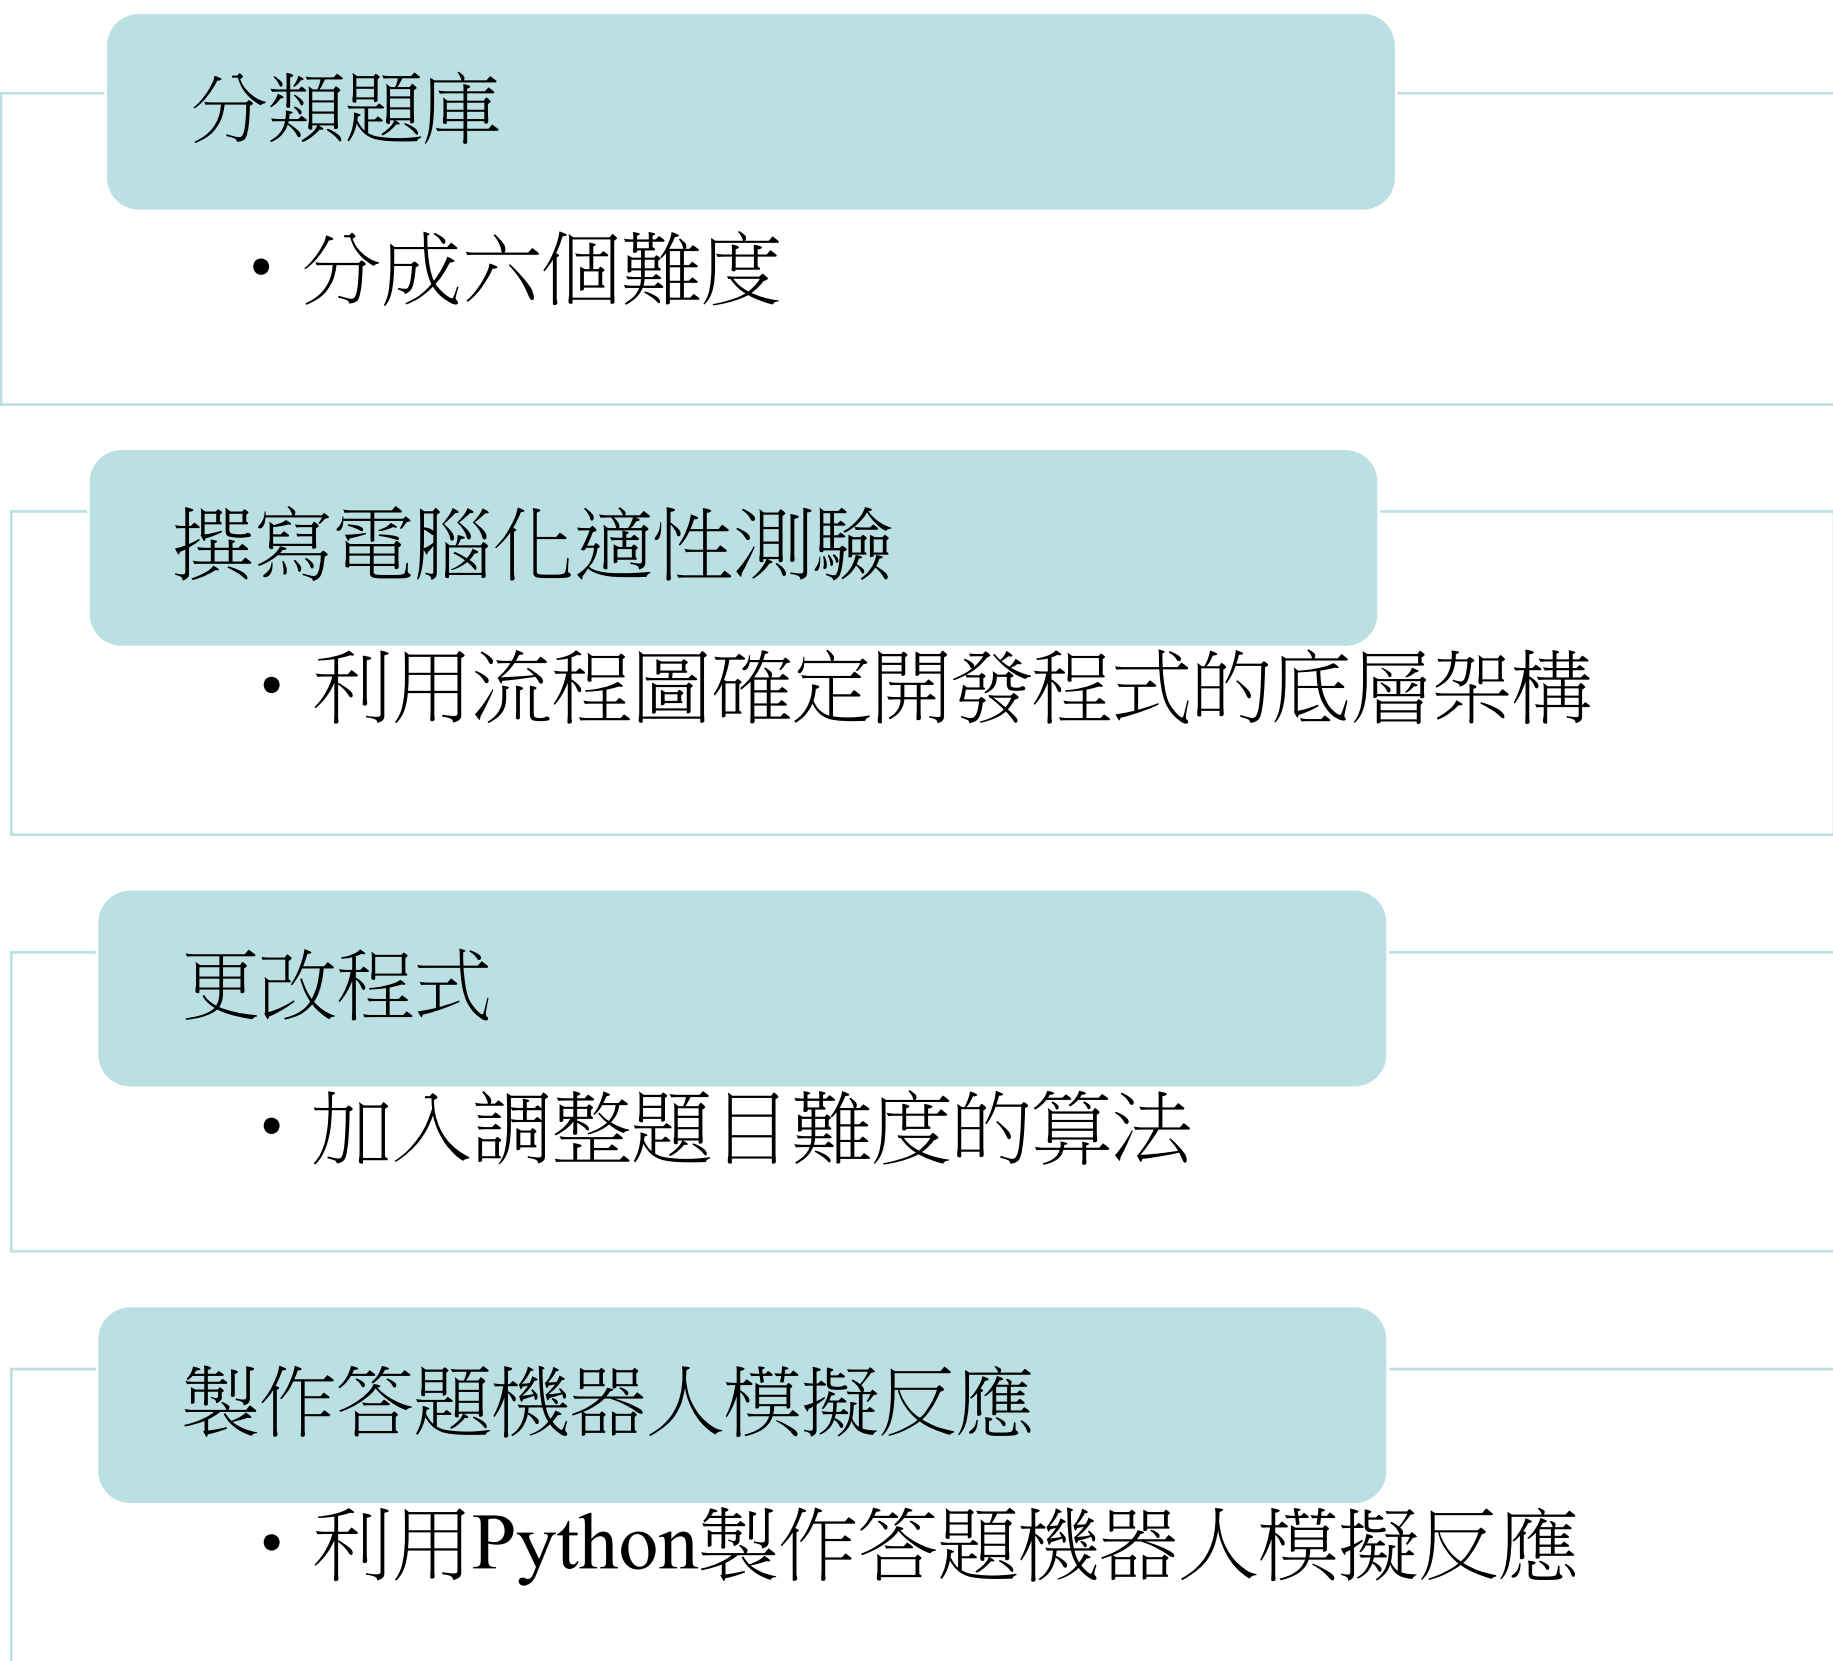 分類題庫
• 分成六個難度
撰寫電腦化適性測驗
• 利用流程圖確定開發程式的底層架構
更改程式
• 加入調整題目難度的算法
製作答題機器人模擬反應
• 利用Python製作答題機器人模擬反應